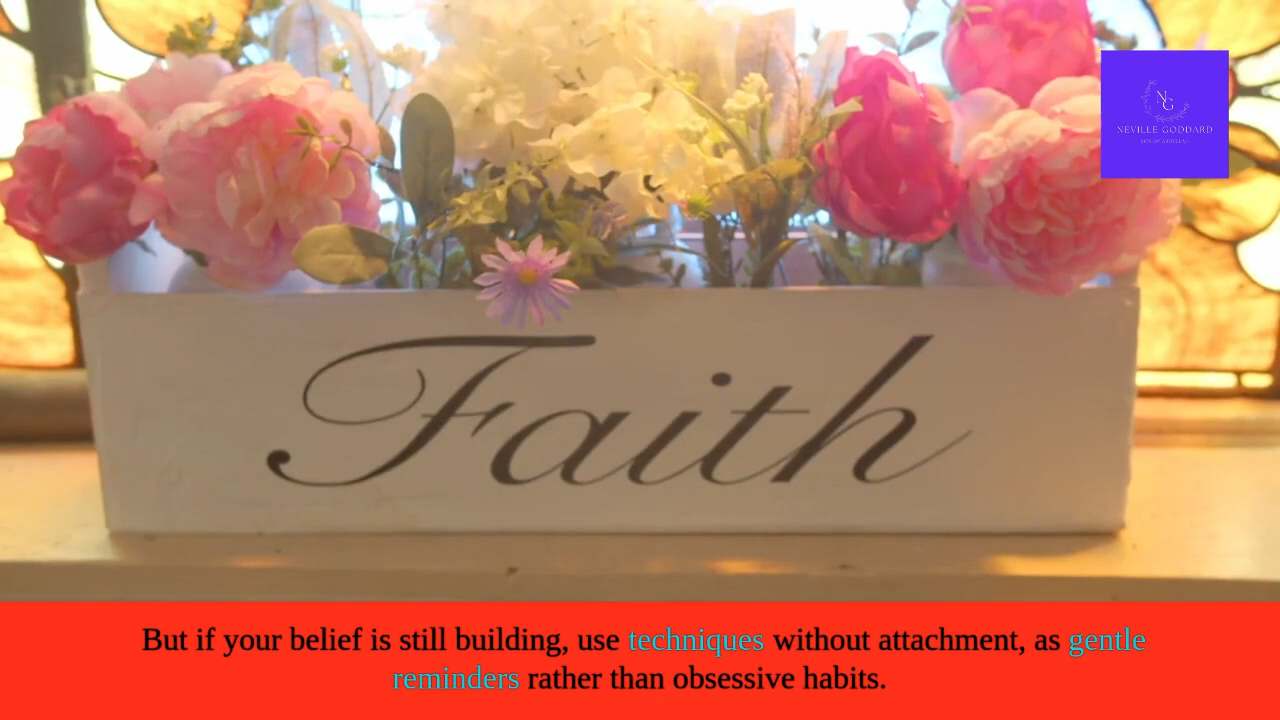 NG
NEVILLE GODDARD
Faith
But if your belief is still building, use techniques without attachment, as gentle
reminders rather than obsessive habits.